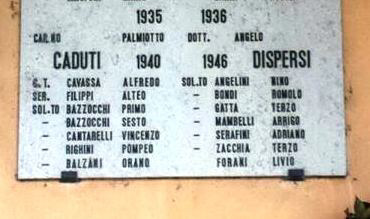 1935 1936
CAR.NO PALMIOTTO DOTT. ANGELO
CADUTI 1940 1946 DISPERSI
G.T. CAVASSA ALFREDO SOL.TO ANGELINI NINO
SER. FILIPPI ALTEO – BONDI ROMOLO
SOL.TO BAZZOCCHI PRIMO – GATTA TERZO
– BAZZOCCHI SESTO – MAMBELLI ARRIGO
– CANTARELLI VINCENZO – SERAFINI ADRIANO
– RIGHINI POMPEO – ZACCHIA TERZO
– BALZANI ORANO FORANI LIVIO